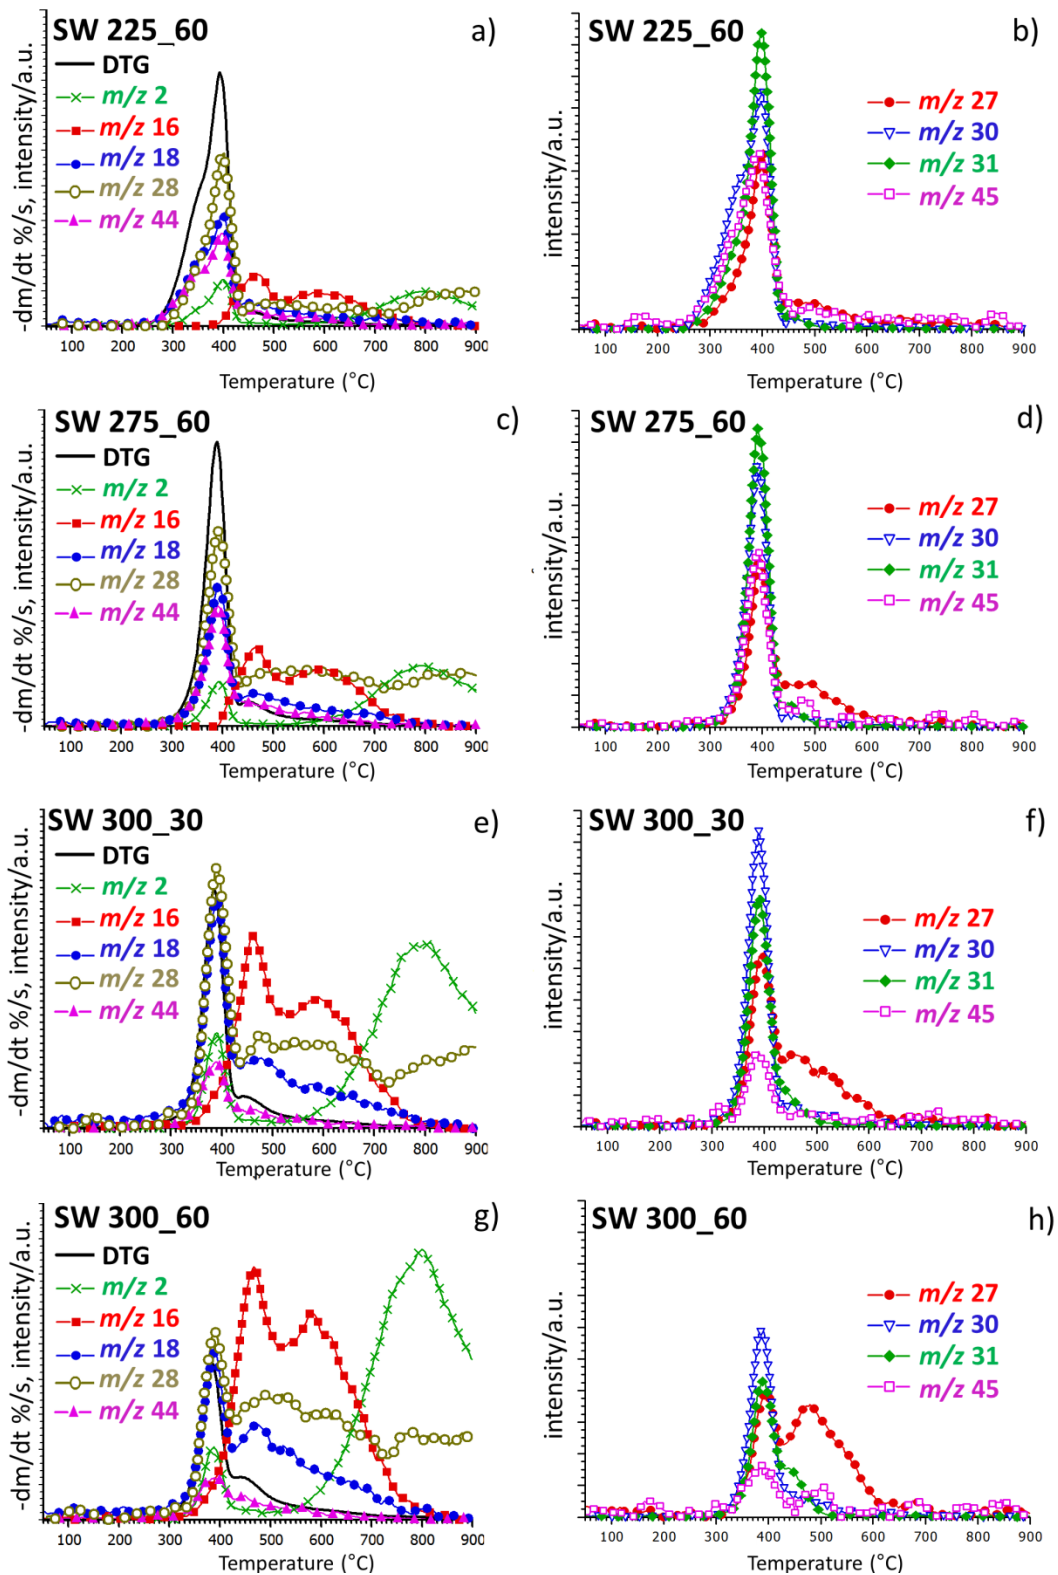 SW 225_60
a)
DTG
m/z 2
m/z 16
m/z 18
m/z 28
m/z 44
-dm/dt %/s, intensity/a.u.
100 200 300 400 500 600 700 800 900
Temperature (°C)
SW 225_60
b)
m/z 27
m/z 30
m/z 31
m/z 45
intensity/a.u.
100 200 300 400 500 600 700 800 900
Temperature (°C)
SW 275_60
c)
DTG
m/z 2
m/z 16
m/z 18
m/z 28
m/z 44
-dm/dt %/s, intensity/a.u.
100 200 300 400 500 600 700 800 900
Temperature (°C)
SW 275_60
d)
m/z 27
m/z 30
m/z 31
m/z 45
intensity/a.u.
100 200 300 400 500 600 700 800 900
Temperature (°C)
SW 300_30
e)
DTG
m/z 2
m/z 16
m/z 18
m/z 28
m/z 44
-dm/dt %/s, intensity/a.u.
100 200 300 400 500 600 700 800 900
Temperature (°C)
SW 300_30
f)
m/z 27
m/z 30
m/z 31
m/z 45
intensity/a.u.
100 200 300 400 500 600 700 800 900
Temperature (°C)
SW 300_60
g)
DTG
m/z 2
m/z 16
m/z 18
m/z 28
m/z 44
-dm/dt %/s, intensity/a.u.
100 200 300 400 500 600 700 800 900
Temperature (°C)
SW 300_60
h)
m/z 27
m/z 30
m/z 31
m/z 45
intensity/a.u.
100 200 300 400 500 600 700 800 900
Temperature (°C)